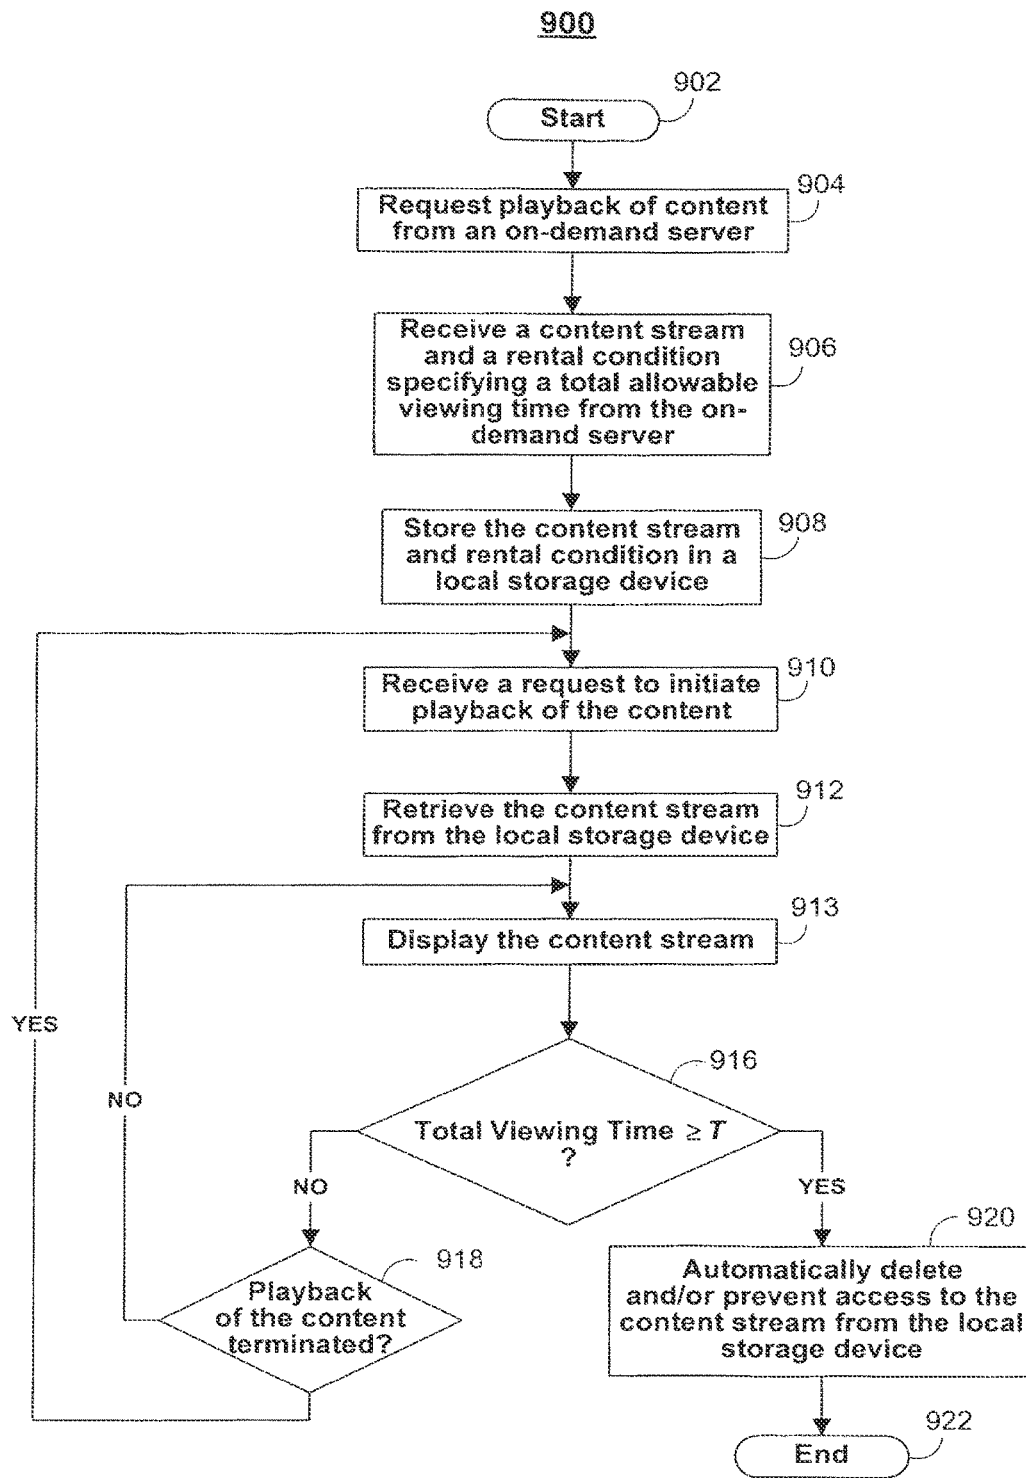 900
902
Start
904
Request playback of content
from an on-demand server
906
Receive a content stream
and a rental condition
specifying a total allowable
viewing time from the on-
demand server
908
Store the content stream
and rental condition in a
local storage device
910
Receive a request to initiate
playback of the content
912
Retrieve the content stream
from the local storage device
913
Display the content stream
YES
NO
916
Total Viewing Time ≥ T
?
NO
YES
918
Playback
of the content
terminated?
920
Automatically delete
and/or prevent access to the
content stream from the local
storage device
End
922